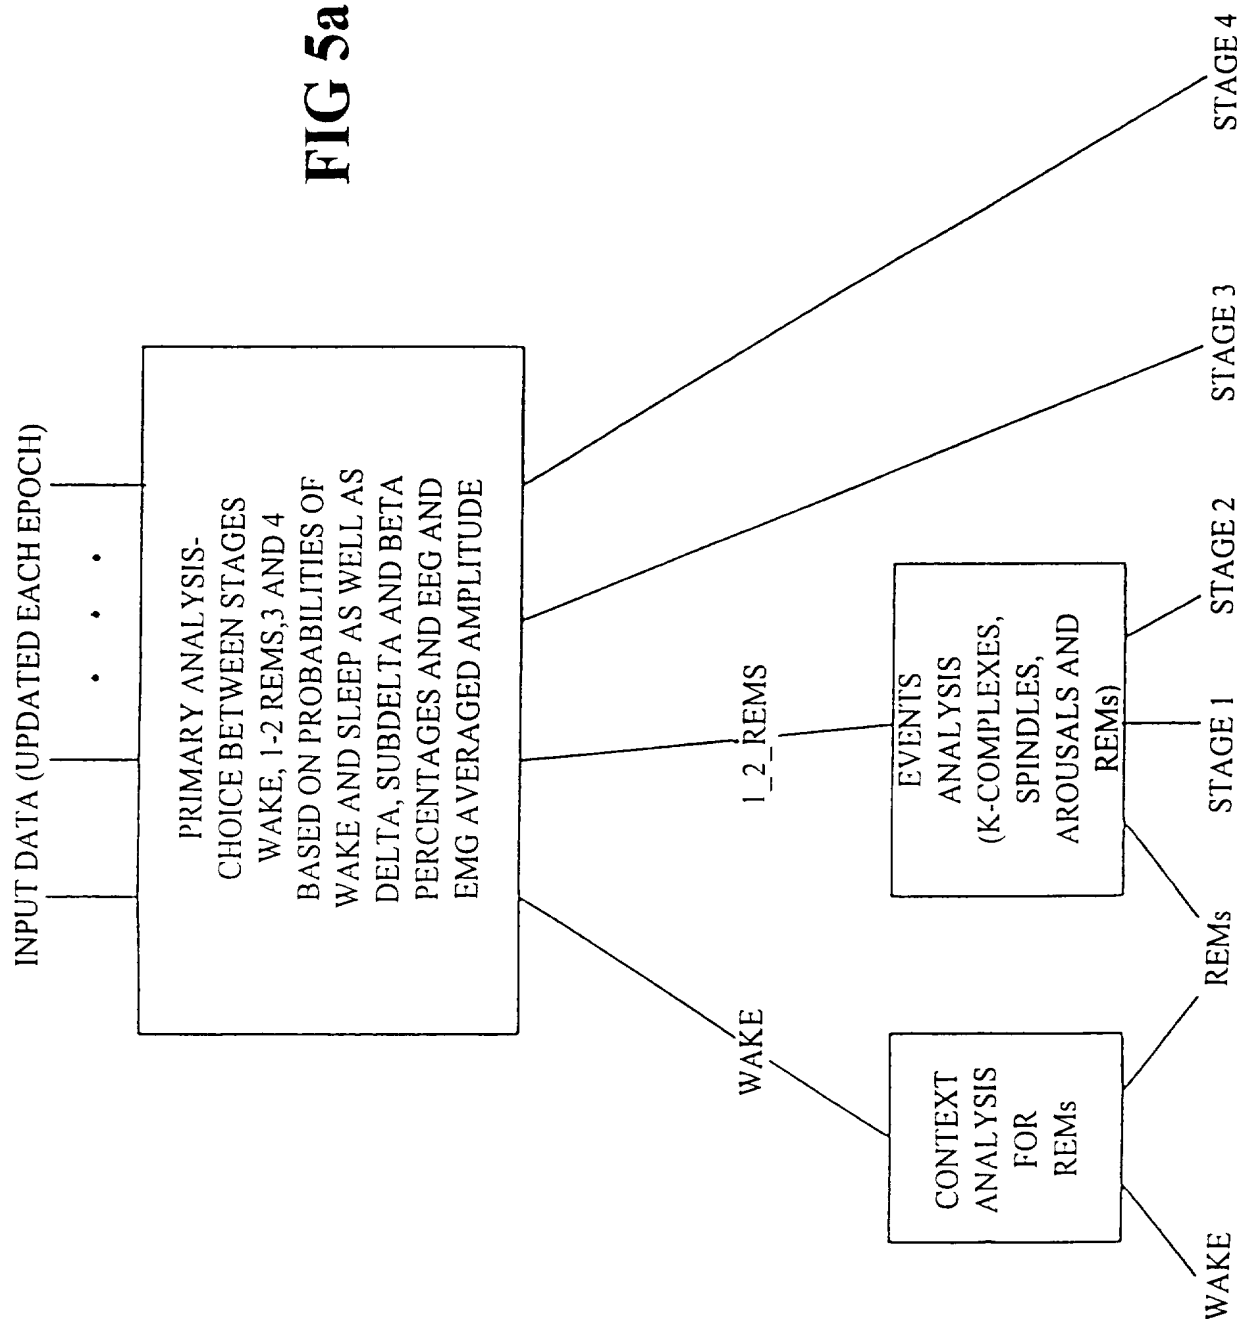 FIG 5a
INPUT DATA (UPDATED EACH EPOCH)
PRIMARY ANALYSIS-
CHOICE BETWEEN STAGES
WAKE, 1-2 REMS,3 AND 4
BASED ON PROBABILITIES OF
WAKE AND SLEEP AS WELL AS
DELTA, SUBDELTA AND BETA
PERCENTAGES AND EEG AND
EMG AVERAGED AMPLITUDE
WAKE
1_2_REMS
CONTEXT
ANALYSIS
FOR
REMs
EVENTS
ANALYSIS
(K-COMPLEXES,
SPINDLES,
AROUSALS AND
REMs)
WAKE
REMs
STAGE 1
STAGE 2
STAGE 3
STAGE 4